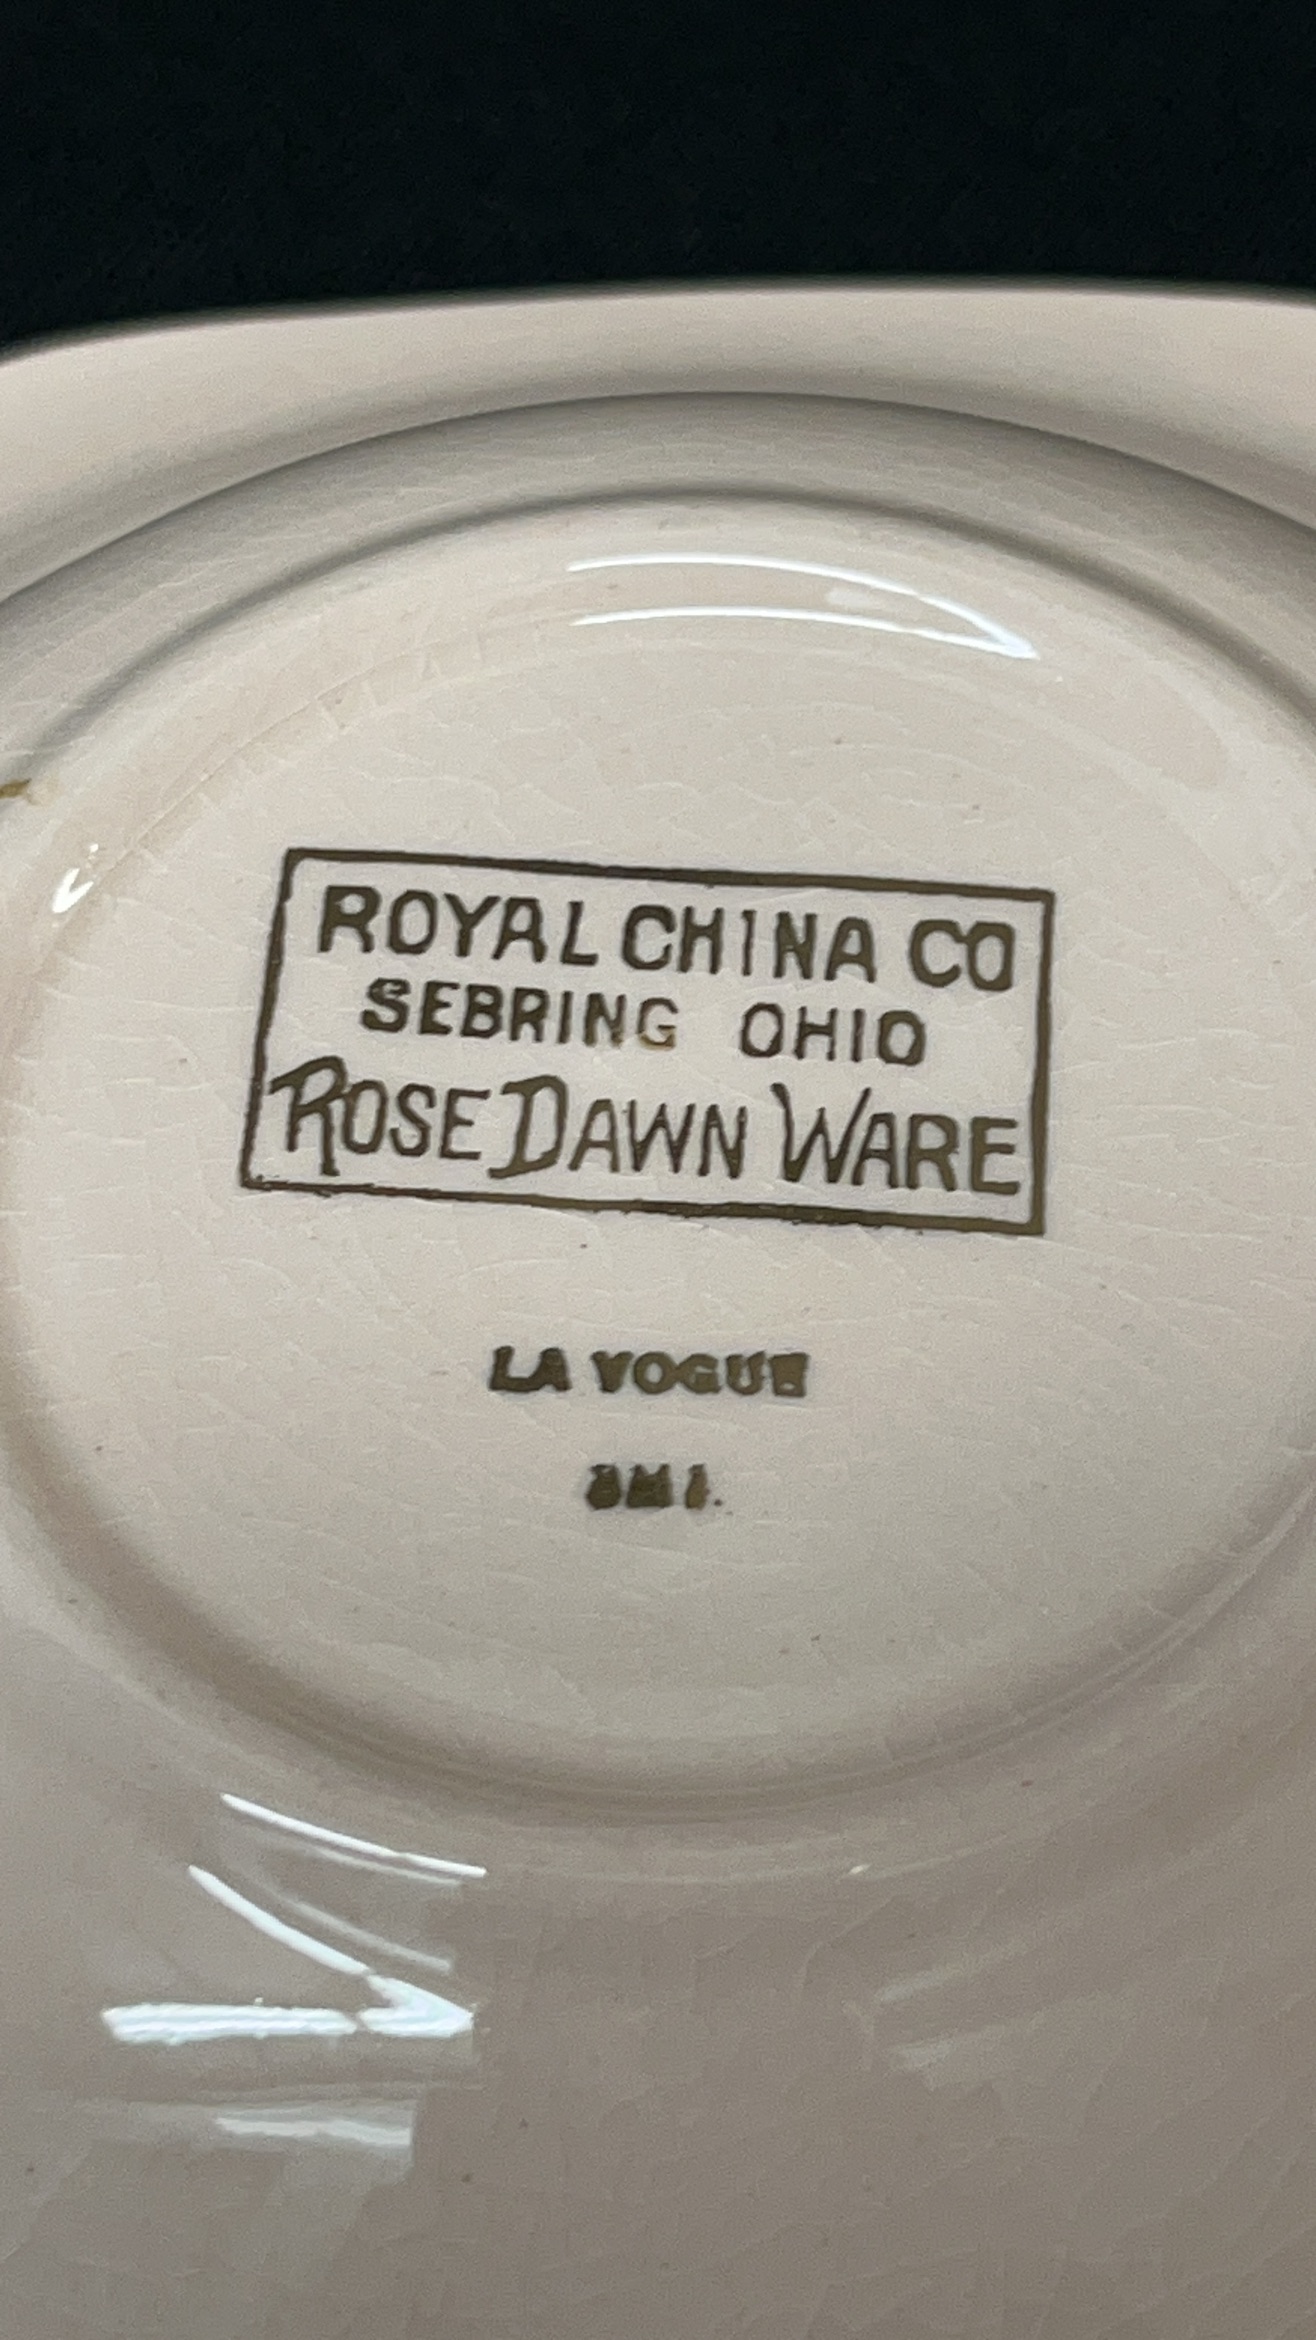 ROYAL CHINA CO
SEBRING OHIO
ROSE DAWN WARE
LA VOGUE